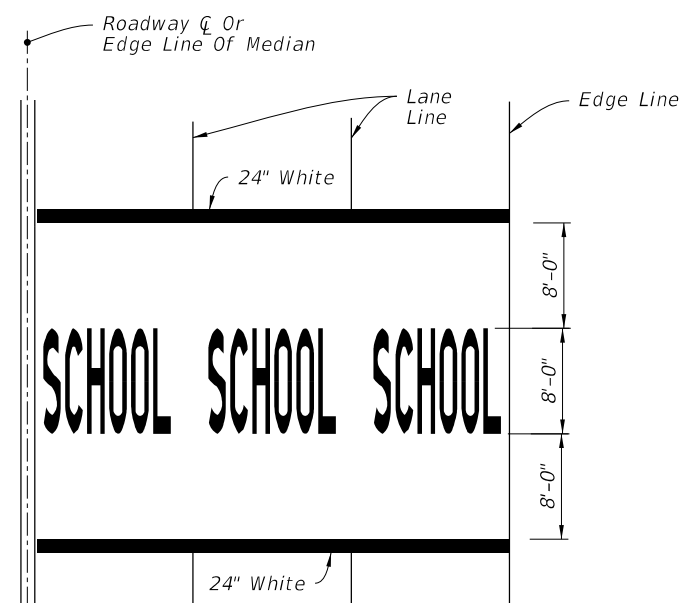 Roadway ℄ Or
Edge Line Of Median
Lane
Line
Edge Line
24" White
8'-0"
SCHOOL SCHOOL SCHOOL
8'-0"
8'-0"
24" White